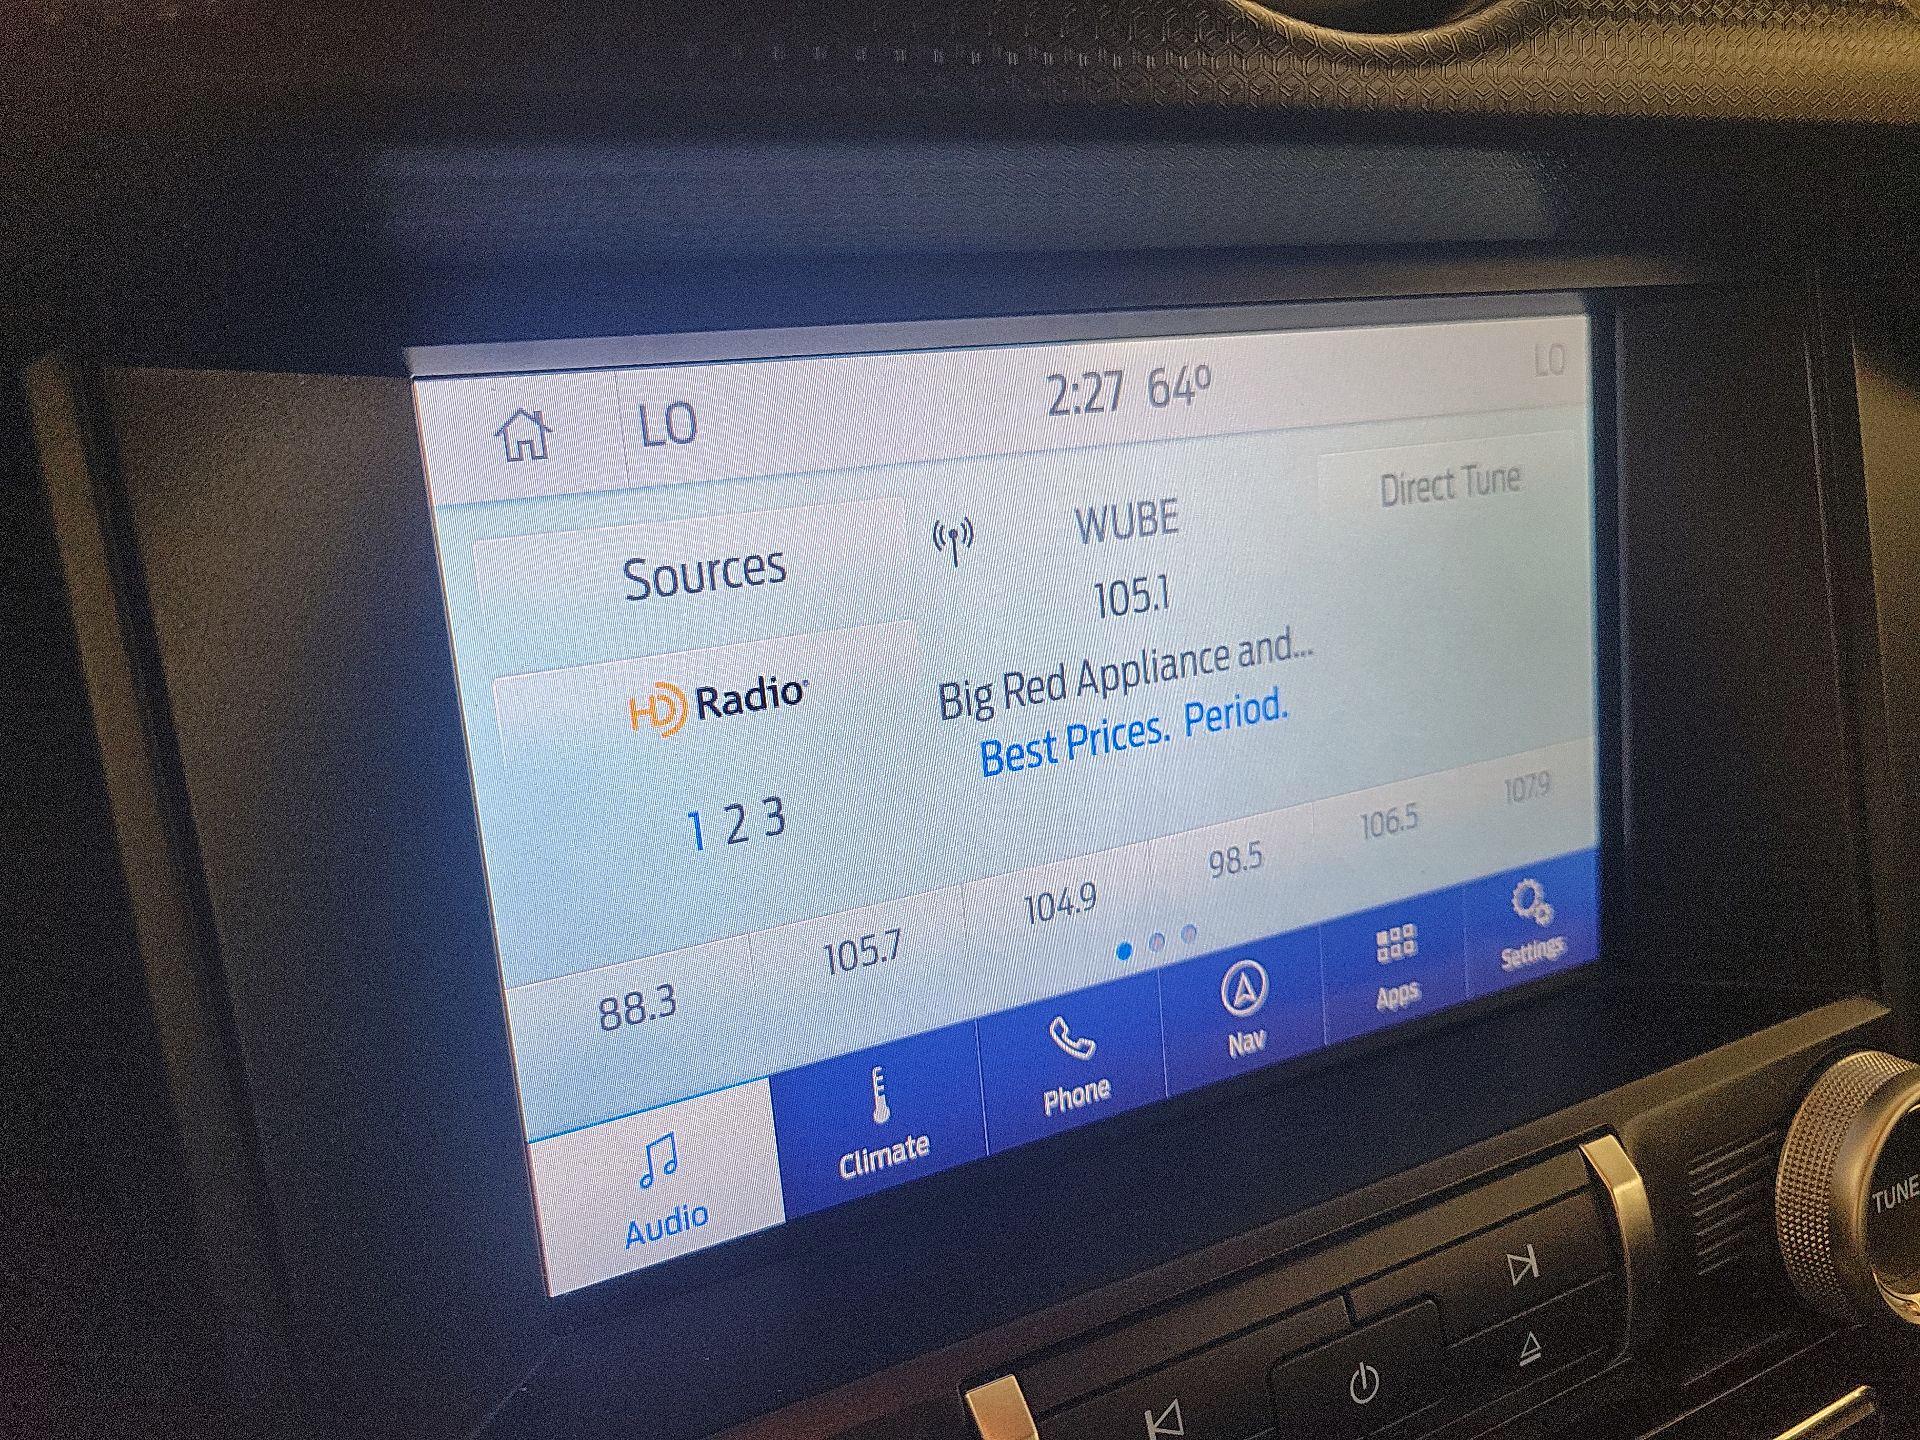 LO
2:27 64º
LO
Sources
WUBE
Direct Tune
105.1
HD Radio
Big Red Appliance and...
Best Prices. Period.
1 2 3
88.3
105.7
104.9
98.5
106.5
107.9
Audio
Climate
Phone
Nav
Apps
Settings
TUNE